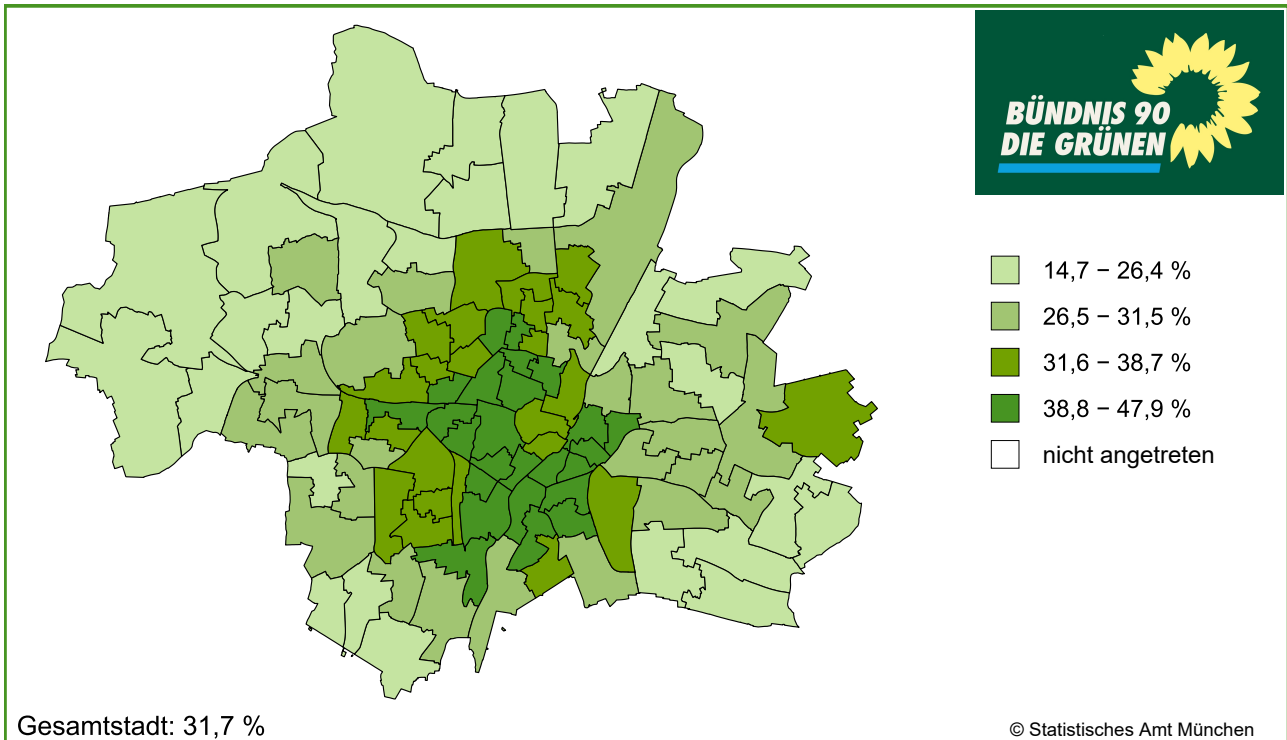 BÜNDNIS 90
DIE GRÜNEN
14,7 – 26,4 %
26,5 – 31,5 %
31,6 – 38,7 %
38,8 – 47,9 %
nicht angetreten
Gesamtstadt: 31,7 %
© Statistisches Amt München